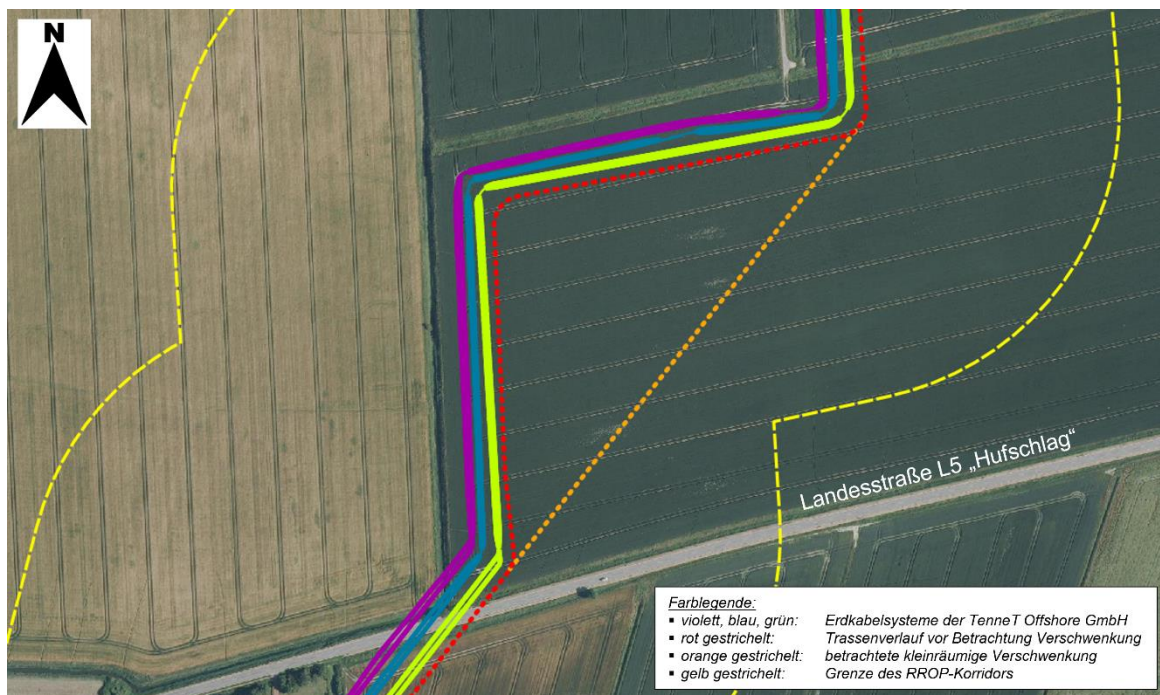 N
Landesstraße L5 „Hufschlag“
Farblegende:
▪ violett, blau, grün: Erdkabelsysteme der TenneT Offshore GmbH
▪ rot gestrichelt: Trassenverlauf vor Betrachtung Verschwenkung
▪ orange gestrichelt: betrachtete kleinräumige Verschwenkung
▪ gelb gestrichelt: Grenze des RROP-Korridors